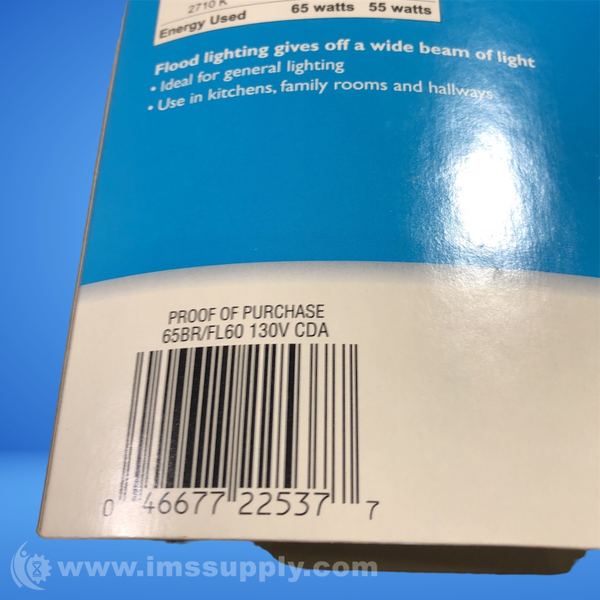 2710 K
Energy Used 65 watts 55 watts
Flood lighting gives off a wide beam of light
• Ideal for general lighting
• Use in kitchens, family rooms and hallways
PROOF OF PURCHASE
65BR/FL60 130V CDA
0 46677 22537 7
www.imssupply.com